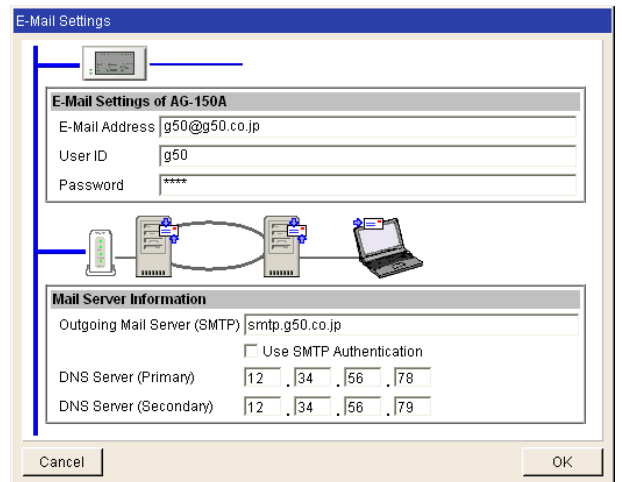 E-Mail Settings
E-Mail Settings of AG-150A
E-Mail Address g50@g50.co.jp
User ID g50
Password ****
Mail Server Information
Outgoing Mail Server (SMTP) smtp.g50.co.jp
Use SMTP Authentication
DNS Server (Primary) 12 . 34 . 56 . 78
DNS Server (Secondary) 12 . 34 . 56 . 79
Cancel OK